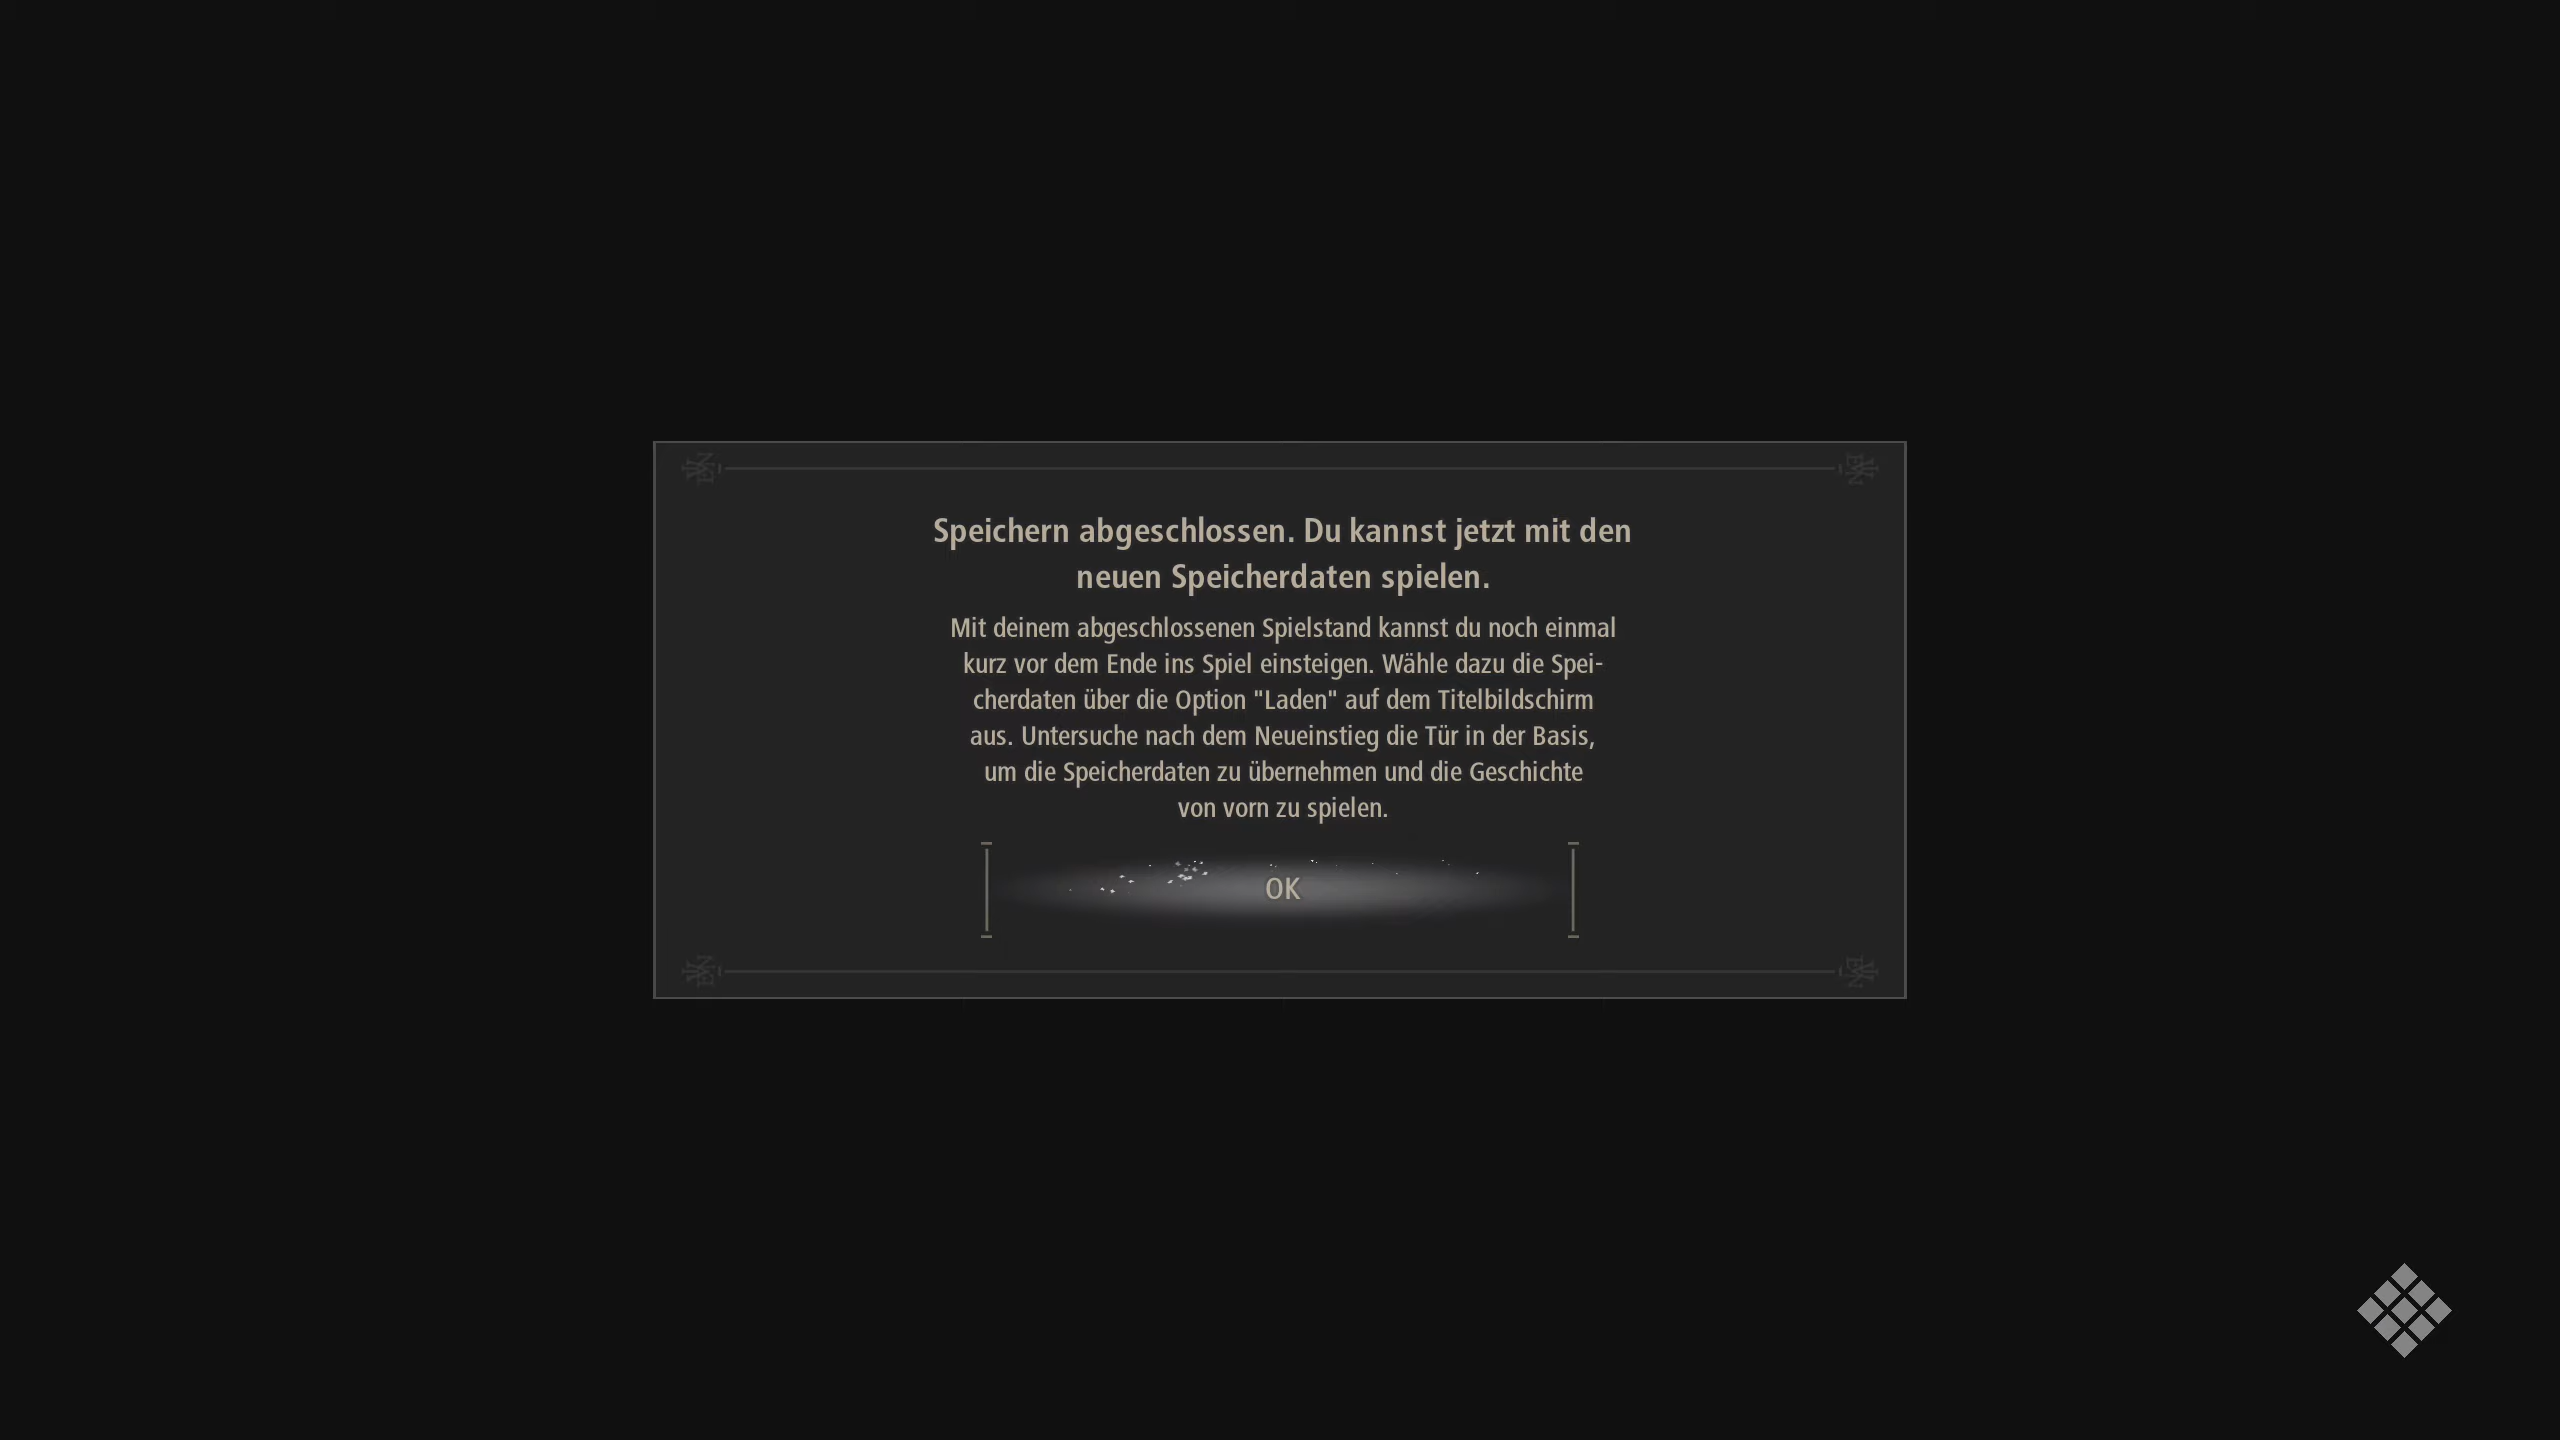 Speichern abgeschlossen. Du kannst jetzt mit den
neuen Speicherdaten spielen.
Mit deinem abgeschlossenen Spielstand kannst du noch einmal
kurz vor dem Ende ins Spiel einsteigen. Wähle dazu die Spei-
cherdaten über die Option "Laden" auf dem Titelbildschirm
aus. Untersuche nach dem Neueinstieg die Tür in der Basis,
um die Speicherdaten zu übernehmen und die Geschichte
von vorn zu spielen.
OK